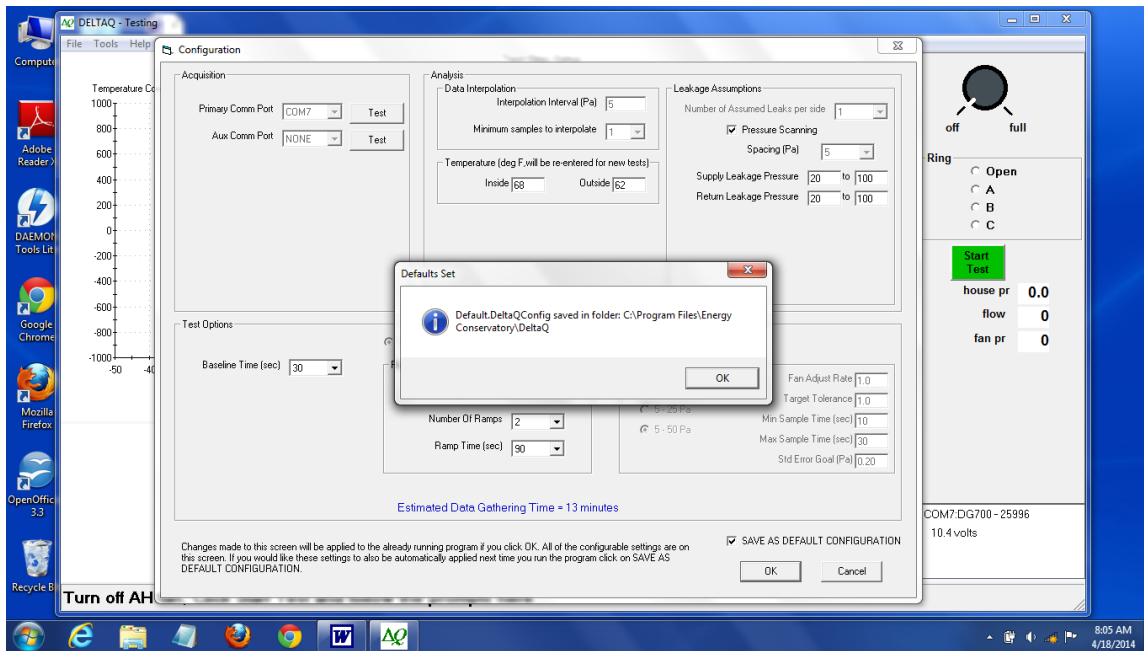 DELTAQ - Testing
File Tools Help
Configuration
Compute
Adobe
Reader X
DAEMON
Tools Lit
Google
Chrome
Mozilla
Firefox
OpenOffic
3.3
Recycle B
Temperature Co
1000
800
600
400
200
0
-200
-400
-600
-800
-1000
-50 -40
Acquisition
Primary Comm Port COM7 Test
Aux Comm Port NONE Test
Analysis
Data Interpolation
Interpolation Interval (Pa) 5
Minimum samples to interpolate 1
Temperature (deg F,will be re-entered for new tests)
Inside 68 Outside 62
Leakage Assumptions
Number of Assumed Leaks per side 1
Pressure Scanning
Spacing (Pa) 5
Supply Leakage Pressure 20 to 100
Return Leakage Pressure 20 to 100
Defaults Set
Default.DeltaQConfig saved in folder: C:\Program Files\Energy
Conservatory\DeltaQ
OK
Test Options
Baseline Time (sec) 30
Number Of Ramps 2
Ramp Time (sec) 90
5 - 25 Pa
5 - 50 Pa
Fan Adjust Rate 1.0
Target Tolerance 1.0
Min Sample Time (sec) 10
Max Sample Time (sec) 30
Std Error Goal (Pa) 0.20
Estimated Data Gathering Time = 13 minutes
Changes made to this screen will be applied to the already running program if you click OK. All of the configurable settings are on
this screen. If you would like these settings to also be automatically applied next time you run the program click on SAVE AS
DEFAULT CONFIGURATION.
SAVE AS DEFAULT CONFIGURATION
OK Cancel
off full
Ring
Open
A
B
C
Start
Test
house pr 0.0
flow 0
fan pr 0
COM7:DG700 - 25996
10.4 volts
Turn off AH
8:05 AM
4/18/2014